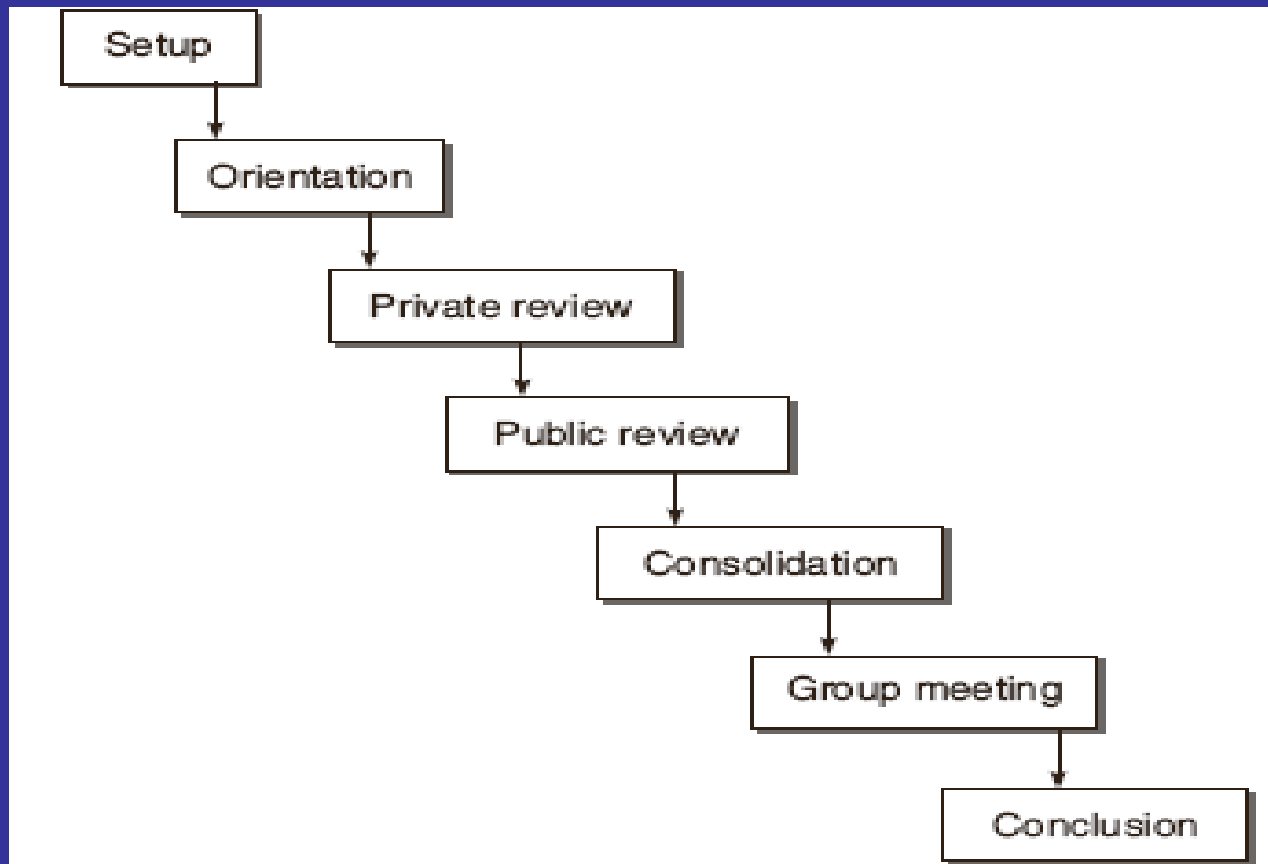 Setup
Orientation
Private review
Public review
Consolidation
Group meeting
Conclusion